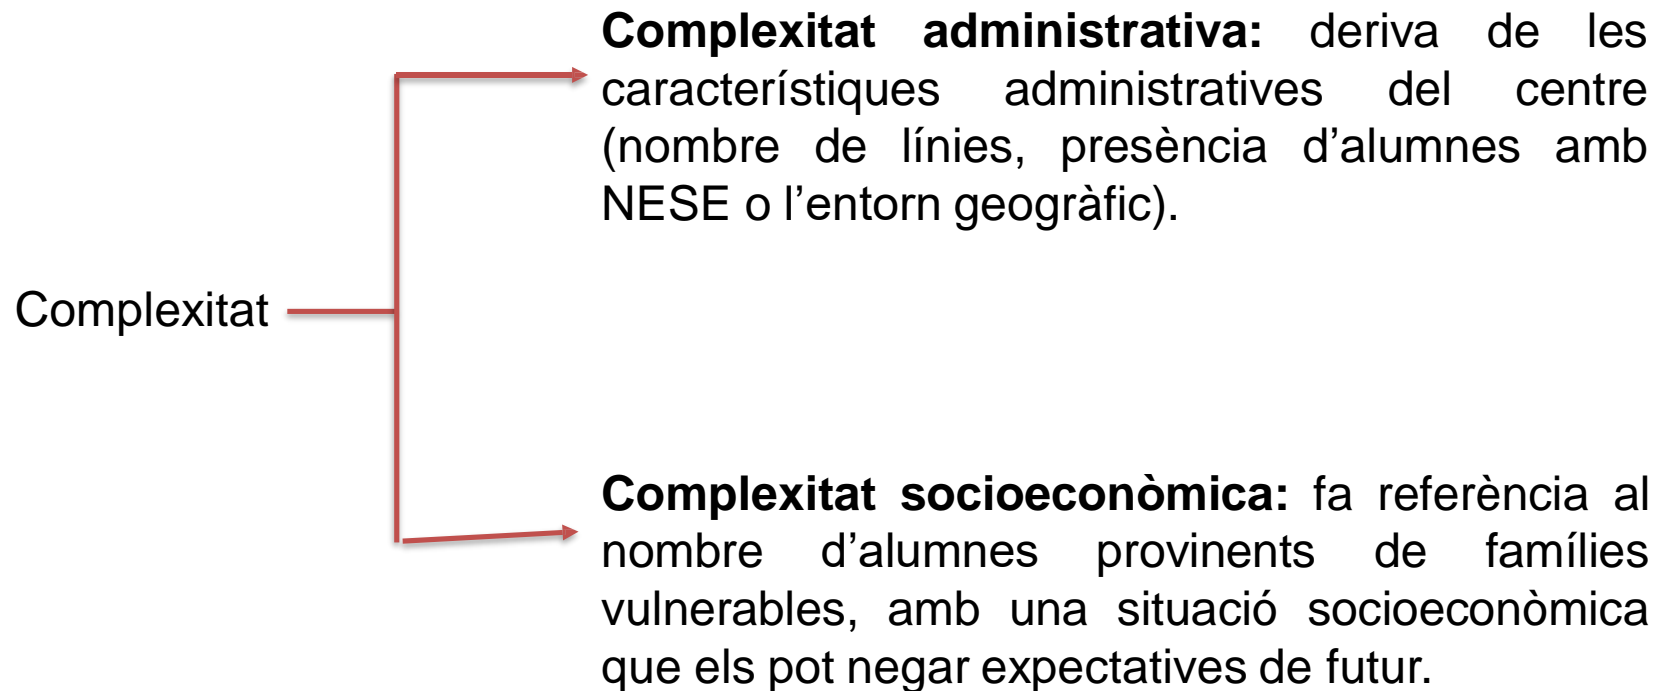 Complexitat administrativa: deriva de les
característiques administratives del centre
(nombre de línies, presència d’alumnes amb
NESE o l’entorn geogràfic).
Complexitat
Complexitat socioeconòmica: fa referència al
nombre d’alumnes provinents de famílies
vulnerables, amb una situació socioeconòmica
que els pot negar expectatives de futur.